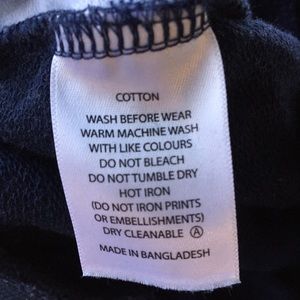 COTTON
WASH BEFORE WEAR
WARM MACHINE WASH
WITH LIKE COLOURS
DO NOT BLEACH
DO NOT TUMBLE DRY
HOT IRON
(DO NOT IRON PRINTS
OR EMBELLISHMENTS)
DRY CLEANABLE Ⓐ
MADE IN BANGLADESH